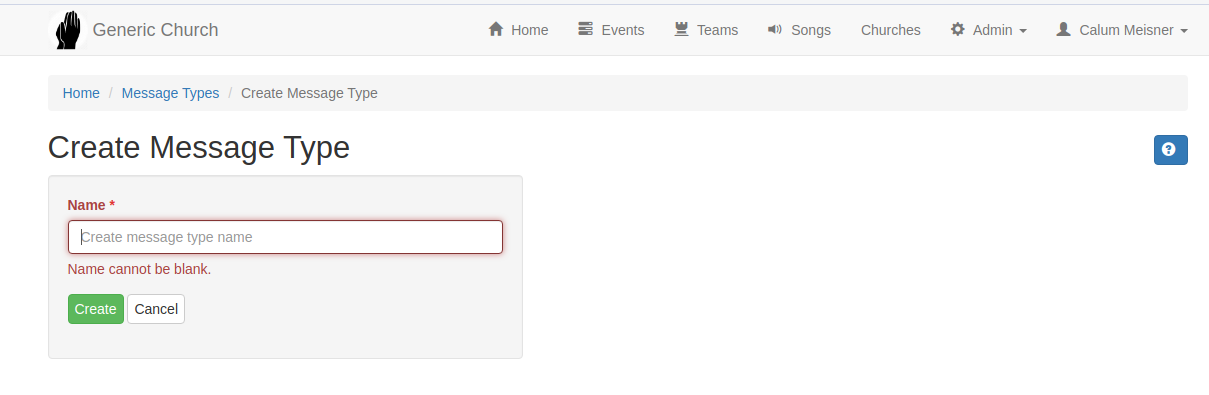 Generic Church Home Events Teams Songs Churches Admin Calum Meisner
Home / Message Types / Create Message Type
Create Message Type
Name *
Create message type name
Name cannot be blank.
Create Cancel